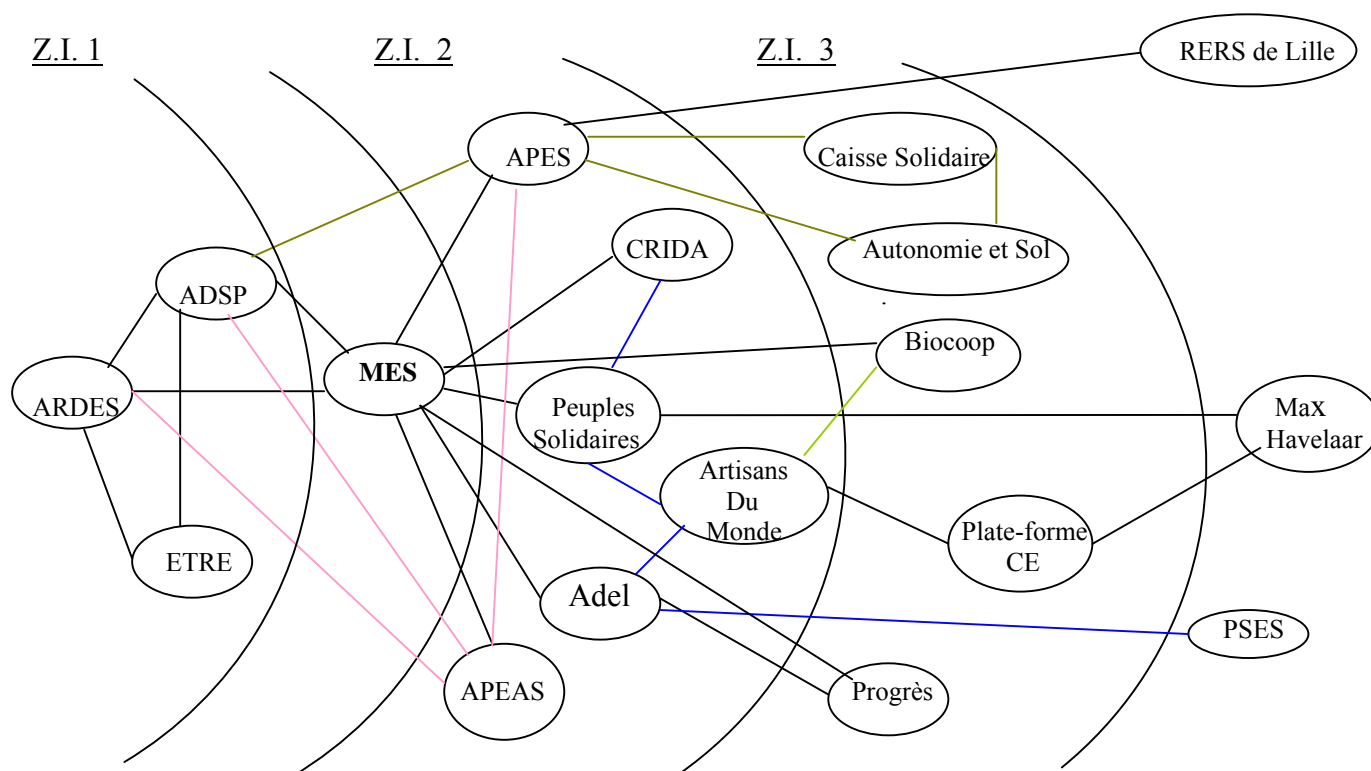 Z.I. 1
Z.I. 2
Z.I. 3
RERS de Lille
APES
Caisse Solidaire
CRIDA
Autonomie et Sol
ADSP
Biocoop
MES
ARDES
Peuples
Solidaires
Max
Havelaar
Artisans
Du
Monde
Plate-forme
CE
ETRE
Adel
PSES
APEAS
Progrès